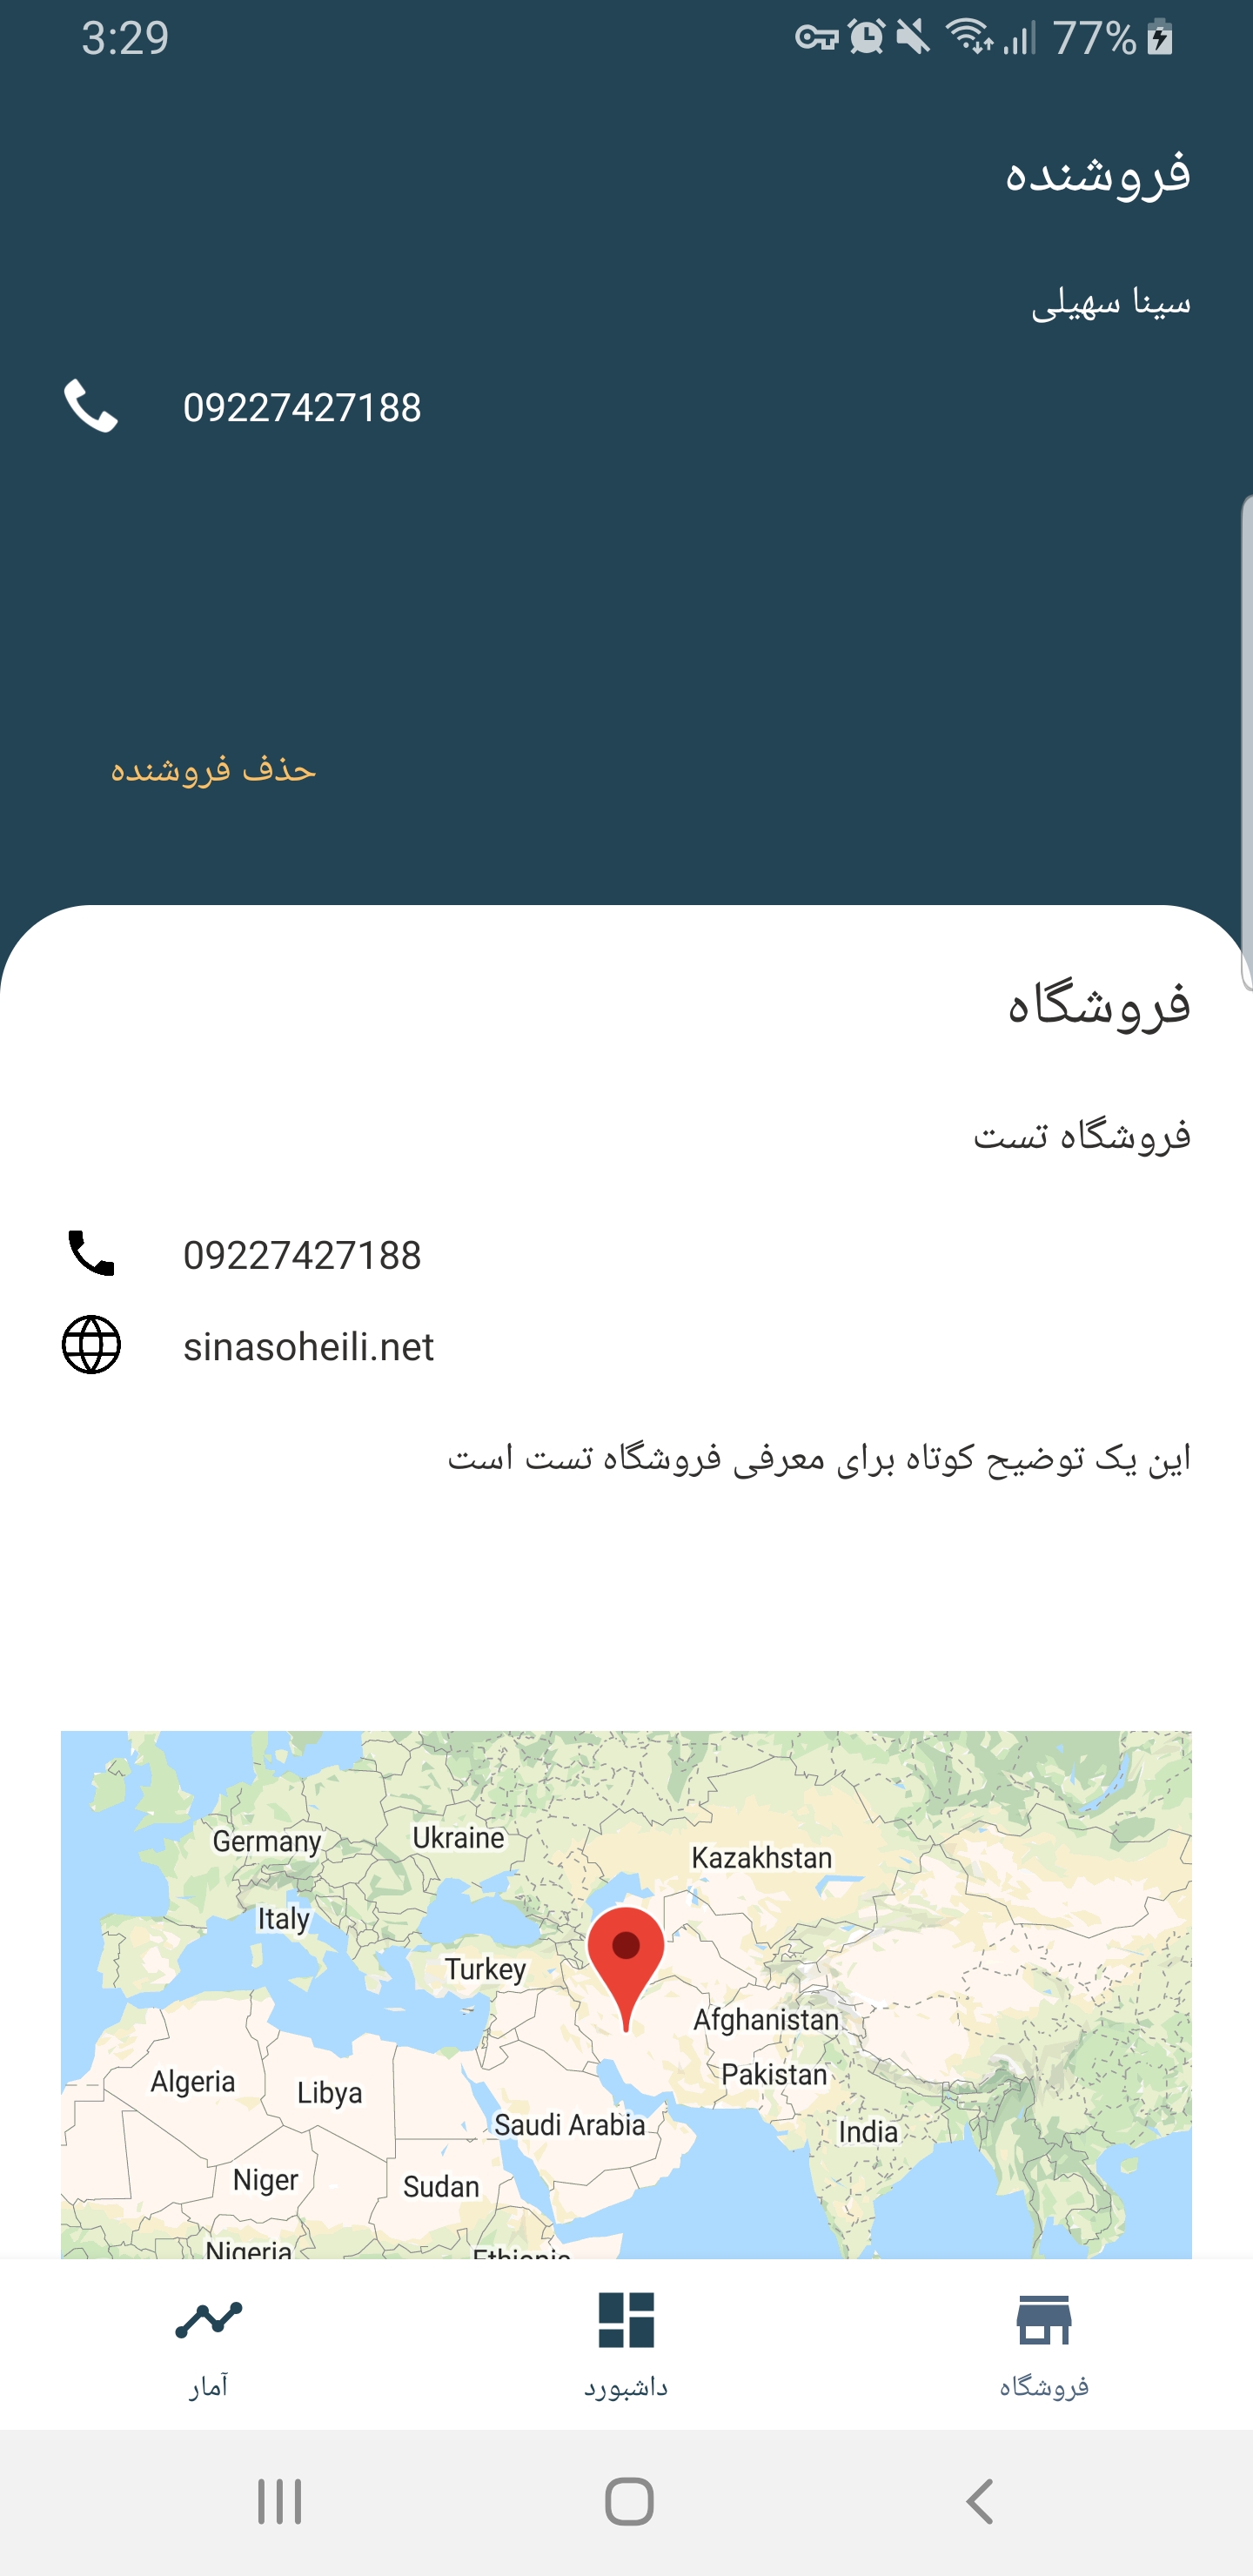 3:29
77%
فروشنده
سینا سهیلی
09227427188
حذف فروشنده
فروشگاه
فروشگاه تست
09227427188
sinasoheili.net
این یک توضیح کوتاه برای معرفی فروشگاه تست است
Germany
Ukraine
Kazakhstan
Italy
Turkey
Afghanistan
Pakistan
Algeria
Libya
Saudi Arabia
India
Niger
Sudan
Nigeria
Ethiopia
فروشگاه
داشبورد
آمار